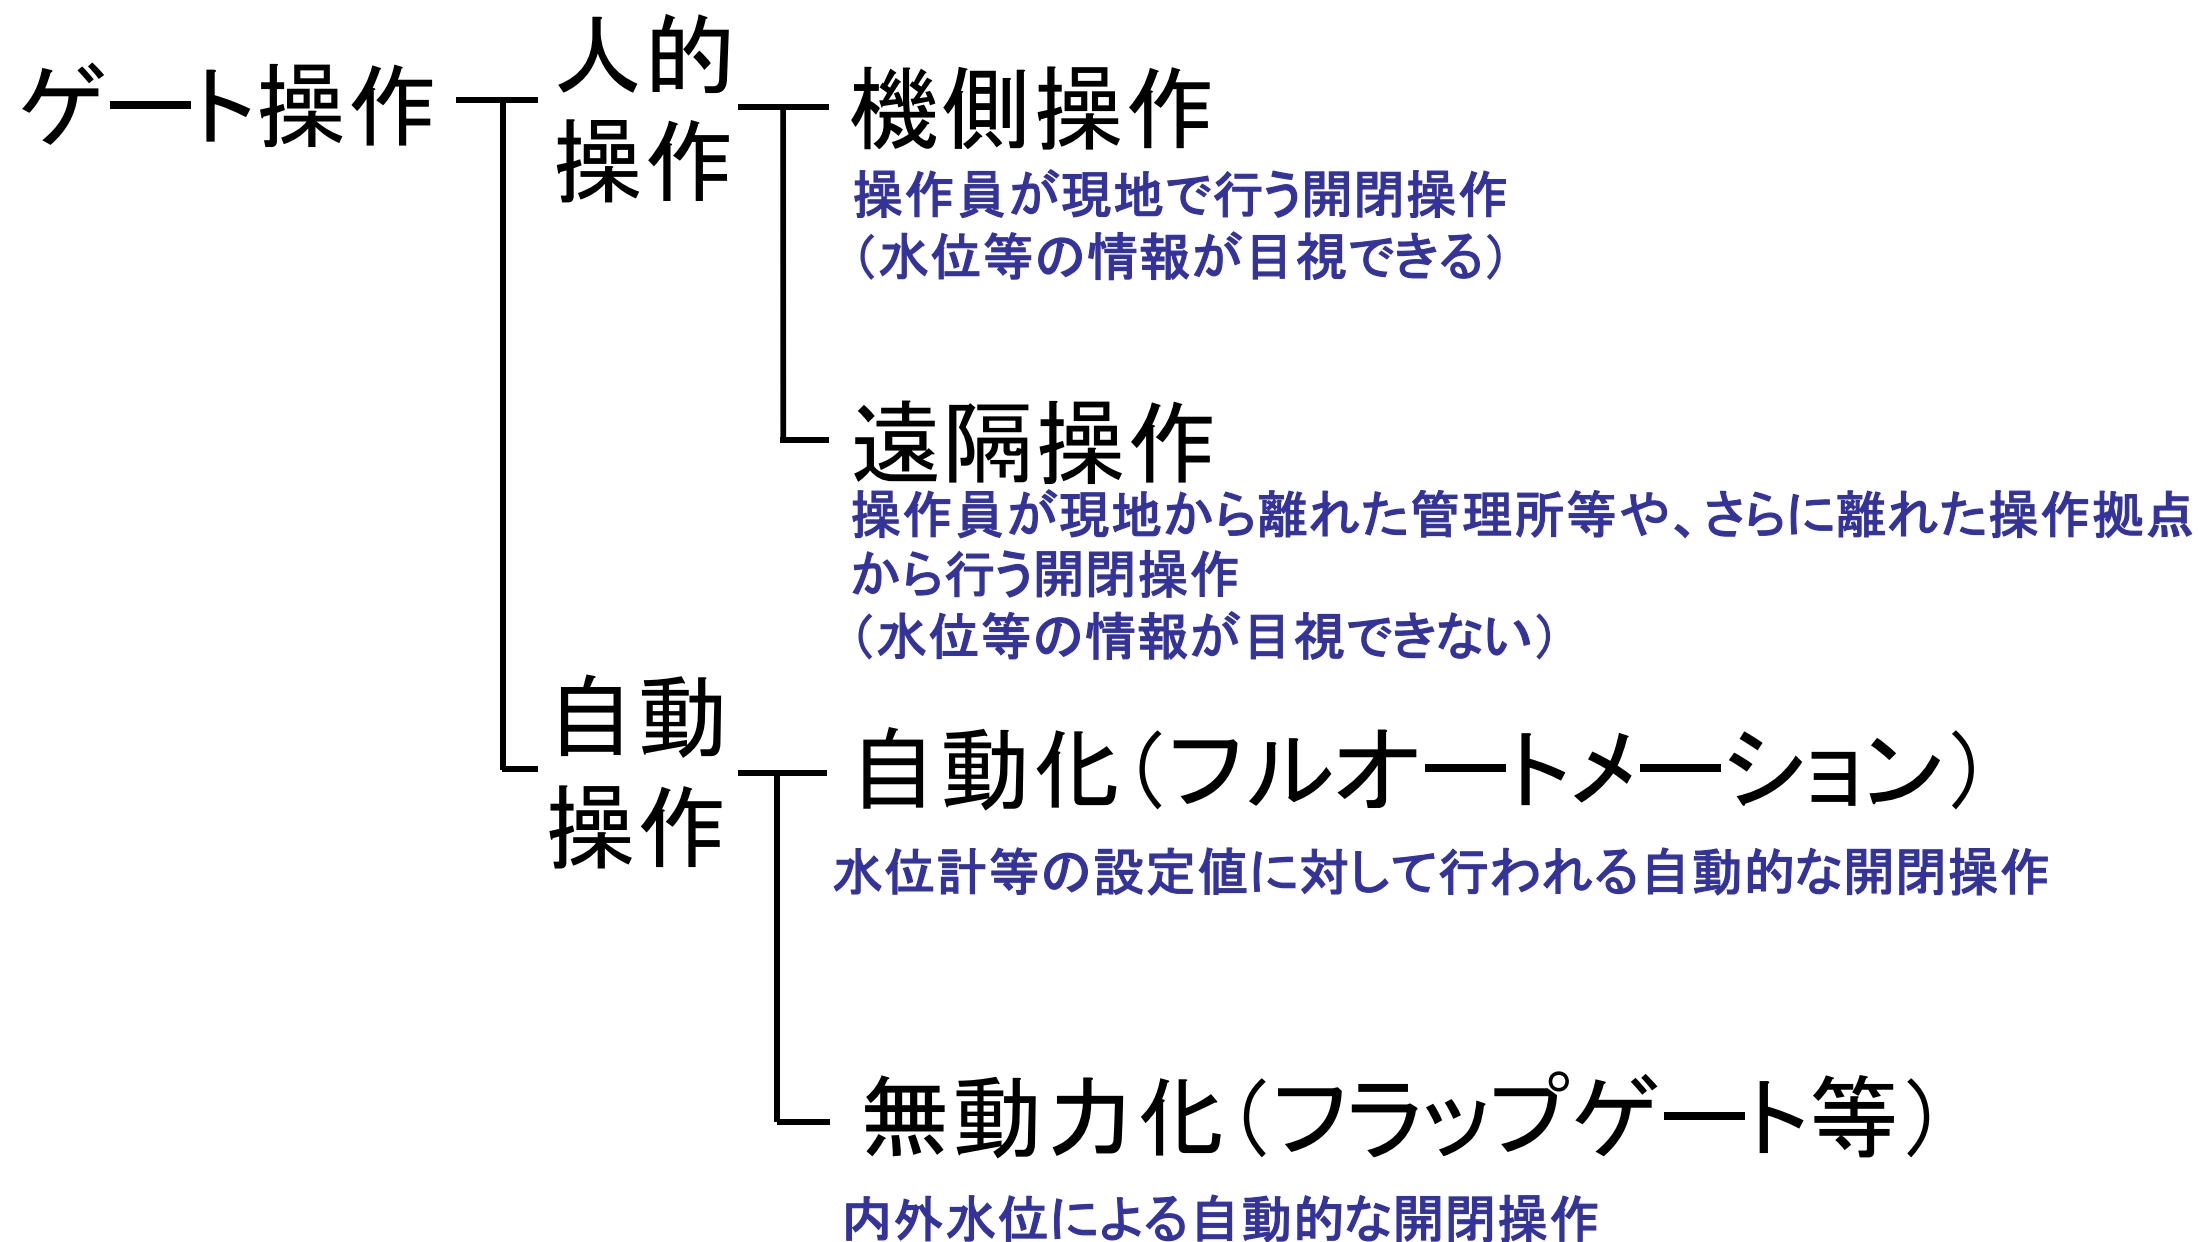 ゲート操作
人的
操作
機側操作
操作員が現地で行う開閉操作
（水位等の情報が目視できる）
遠隔操作
操作員が現地から離れた管理所等や、さらに離れた操作拠点
から行う開閉操作
（水位等の情報が目視できない）
自動
操作
自動化（フルオートメーション）
水位計等の設定値に対して行われる自動的な開閉操作
無動力化（フラップゲート等）
内外水位による自動的な開閉操作